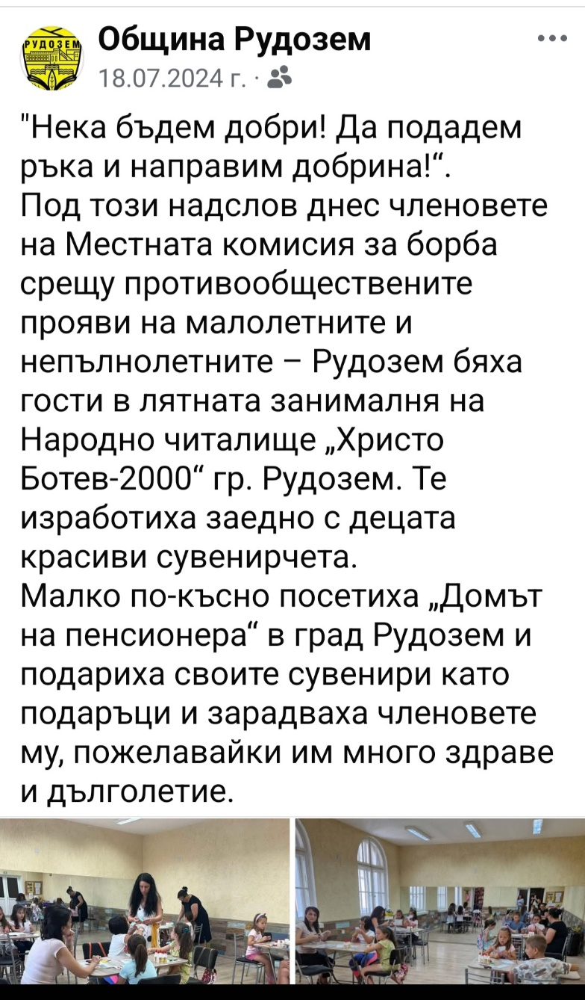 РУДОЗЕМ
Община Рудозем
18.07.2024 г. ·
"Нека бъдем добри! Да подадем
ръка и направим добрина!“.
Под този надслов днес членовете
на Местната комисия за борба
срещу противообществените
прояви на малолетните и
непълнолетните – Рудозем бяха
гости в лятната занималня на
Народно читалище „Христо
Ботев-2000“ гр. Рудозем. Те
изработиха заедно с децата
красиви сувенирчета.
Малко по-късно посетиха „Домът
на пенсионера“ в град Рудозем и
подариха своите сувенири като
подаръци и зарадваха членовете
му, пожелавайки им много здраве
и дълголетие.